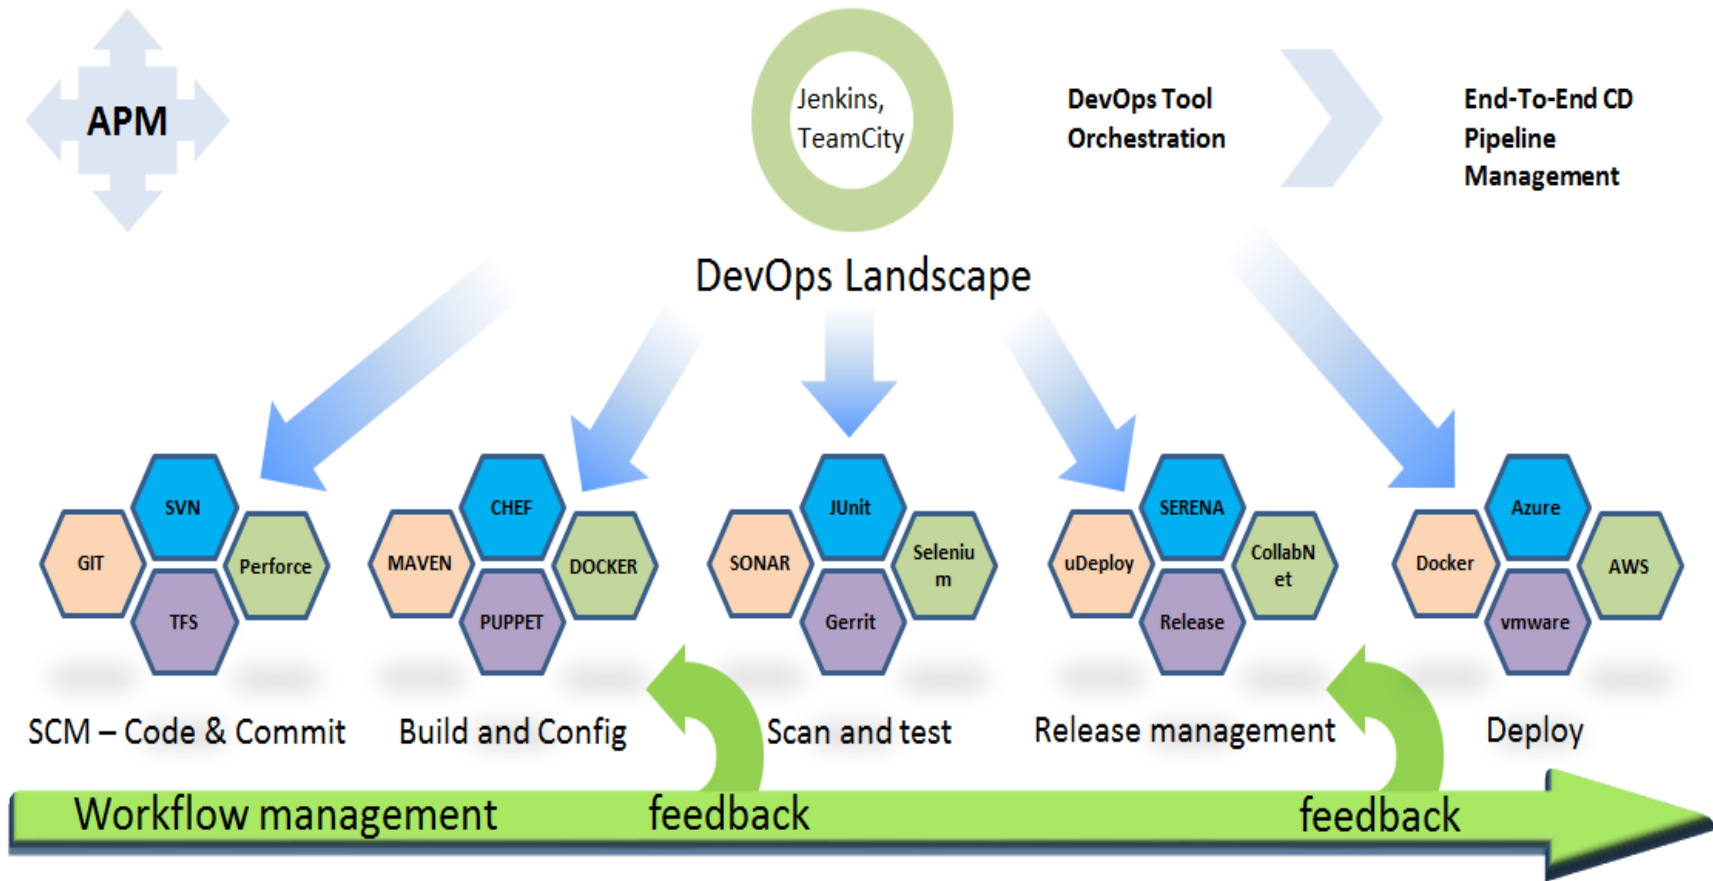 APM
Jenkins,
TeamCity
DevOps Tool
Orchestration
End-To-End CD
Pipeline
Management
DevOps Landscape
SVN
GIT
Perforce
TFS
CHEF
MAVEN
DOCKER
PUPPET
JUnit
SONAR
Seleniu
m
Gerrit
SERENA
uDeploy
CollabN
et
Release
Azure
Docker
AWS
vmware
SCM – Code & Commit
Build and Config
Scan and test
Release management
Deploy
Workflow management
feedback
feedback